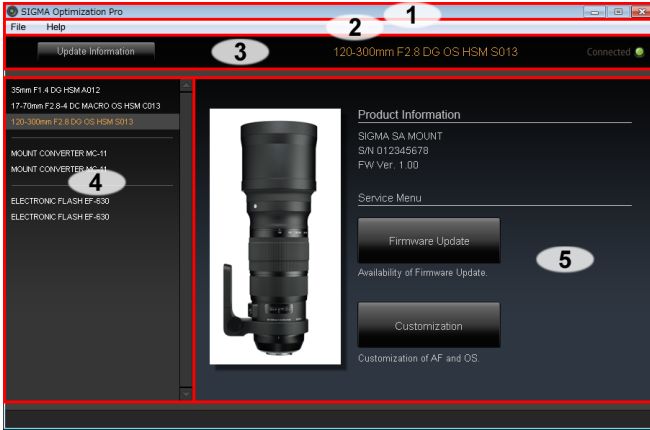 SIGMA Optimization Pro
1
File Help
2
Update Information
3
120-300mm F2.8 DG OS HSM S013
Connected
35mm F1.4 DG HSM A012
17-70mm F2.8-4 DC MACRO OS HSM C013
120-300mm F2.8 DG OS HSM S013
MOUNT CONVERTER MC-11
MOUNT CONVERTER MC-11
4
ELECTRONIC FLASH EF-630
ELECTRONIC FLASH EF-630
Product Information
SIGMA SA MOUNT
S/N 012345678
FW Ver. 1.00
Service Menu
Firmware Update
Availability of Firmware Update.
5
Customization
Customization of AF and OS.